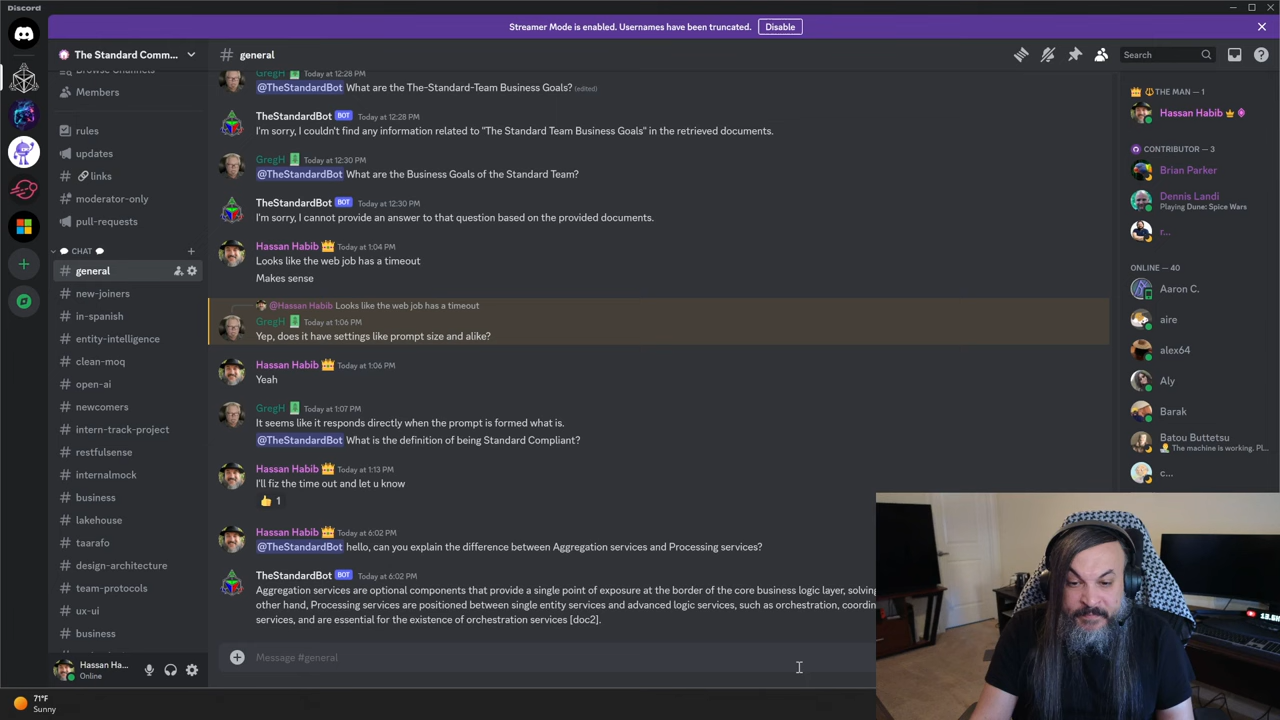 Discord
Streamer Mode is enabled. Usernames have been truncated.
Disable
The Standard Comm...
Browse Channels
Members
rules
updates
links
moderator-only
pull-requests
CHAT
general
new-joiners
in-spanish
entity-intelligence
clean-moq
open-ai
newcomers
intern-track-project
restfulsense
internalmock
business
lakehouse
taarafo
design-architecture
team-protocols
ux-ui
business
Hassan Ha...
Online
general
Search
GregH Today at 12:28 PM
@TheStandardBot What are the The-Standard-Team Business Goals? (edited)
TheStandardBot BOT Today at 12:28 PM
I'm sorry, I couldn't find any information related to "The Standard Team Business Goals" in the retrieved documents.
GregH Today at 12:30 PM
@TheStandardBot What are the Business Goals of the Standard Team?
TheStandardBot BOT Today at 12:30 PM
I'm sorry, I cannot provide an answer to that question based on the provided documents.
Hassan Habib Today at 1:04 PM
Looks like the web job has a timeout
Makes sense
@Hassan Habib Looks like the web job has a timeout
GregH Today at 1:06 PM
Yep, does it have settings like prompt size and alike?
Hassan Habib Today at 1:06 PM
Yeah
GregH Today at 1:07 PM
It seems like it responds directly when the prompt is formed what is.
@TheStandardBot What is the definition of being Standard Compliant?
Hassan Habib Today at 1:13 PM
I'll fiz the time out and let u know
1
Hassan Habib Today at 6:02 PM
@TheStandardBot hello, can you explain the difference between Aggregation services and Processing services?
TheStandardBot BOT Today at 6:02 PM
Aggregation services are optional components that provide a single point of exposure at the border of the core business logic layer, solving
other hand, Processing services are positioned between single entity services and advanced logic services, such as orchestration,
services, and are essential for the existence of orchestration services [doc2].
Message #general
THE MAN — 1
Hassan Habib
CONTRIBUTOR — 3
Brian Parker
Dennis Landi
Playing Dune: Spice Wars
r...
ONLINE — 40
Aaron C.
aire
alex64
Aly
Barak
Batou Buttetsu
The machine is working. PL...
c...
71°F
Sunny